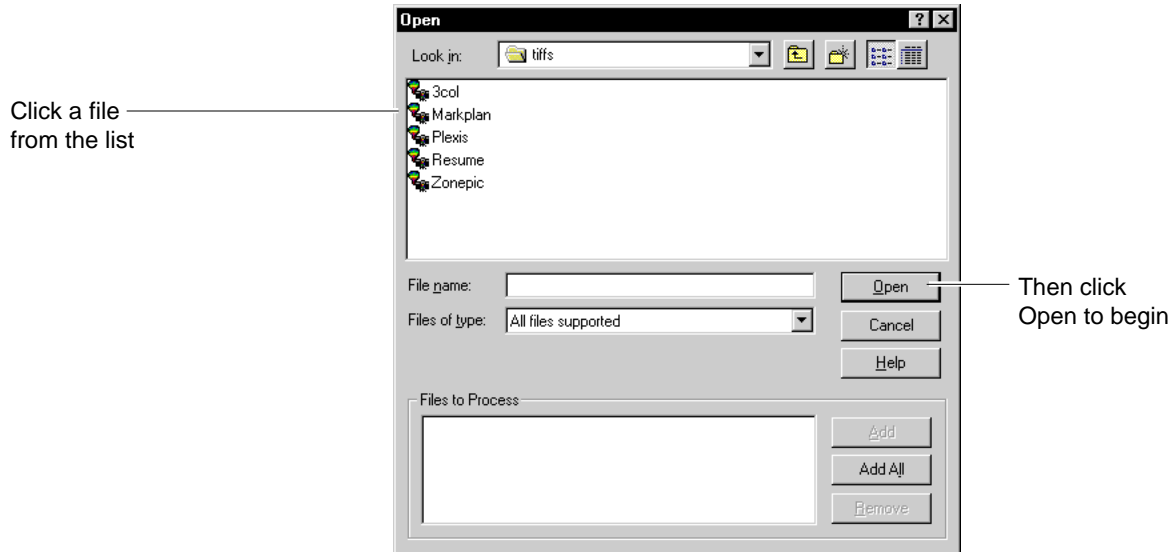 Open
Look in:
tiffs
3col
Markplan
Plexis
Resume
Zonepic
Click a file
from the list
File name:
Open
Then click
Open to begin
Files of type:
All files supported
Cancel
Help
Files to Process
Add
Add All
Remove